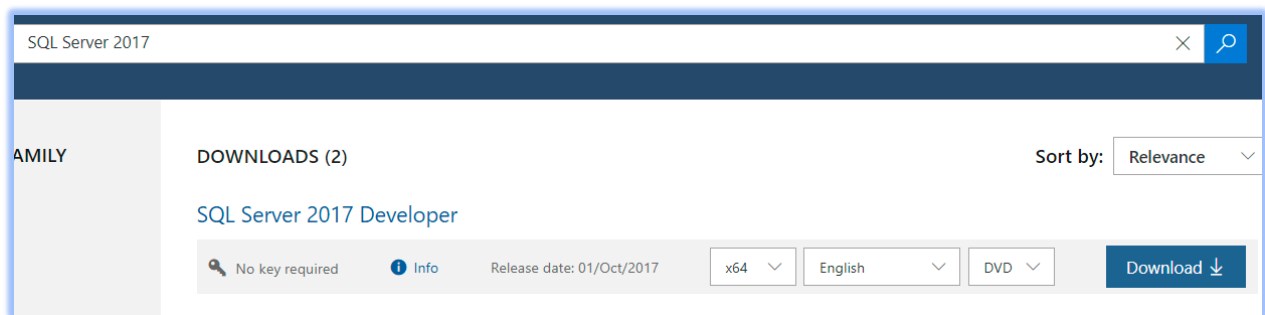 SQL Server 2017
AMILY
DOWNLOADS (2)
Sort by: Relevance
SQL Server 2017 Developer
No key required Info Release date: 01/Oct/2017 x64 English DVD Download